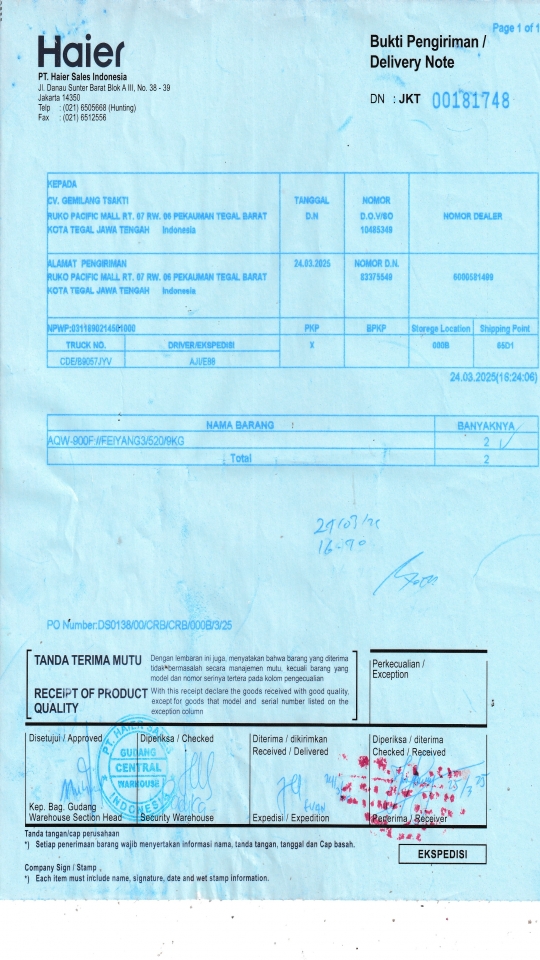 Page 1 of 1
Haier
PT. Haier Sales Indonesia
Jl. Danau Sunter Barat Blok A III, No. 38 - 39
Jakarta 14350
Telp : (021) 6505668 (Hunting)
Fax : (021) 6512556
Bukti Pengiriman /
Delivery Note
DN : JKT 00181748
KEPADA
CV. GEMILANG TSAKTI
RUKO PACIFIC MALL RT. 07 RW. 06 PEKAUMAN TEGAL BARAT
KOTA TEGAL JAWA TENGAH Indonesia
TANGGAL
D.N
NOMOR
D.O.V/SO
10485349
NOMOR DEALER
ALAMAT PENGIRIMAN
RUKO PACIFIC MALL RT. 07 RW. 06 PEKAUMAN TEGAL BARAT
KOTA TEGAL JAWA TENGAH Indonesia
24.03.2025
NOMOR D.N.
83375549
6000581499
NPWP:0311690214501000
PKP
BPKP
Storege Location
Shipping Point
TRUCK NO.
DRIVER/EKSPEDISI
X
000B
65D1
CDE/B9057JYV
AJI/E88
24.03.2025(16:24:06)
NAMA BARANG
BANYAKNYA
AQW-900F//FEIYANG3/520/9KG
2
Total
2
PO Number:DS0138/00/CRB/CRB/000B/3/25
TANDA TERIMA MUTU
Dengan lembaran ini juga, menyatakan bahwa barang yang diterima
tidak bermasalah secara manajemen mutu, kecuali barang yang
model dan nomor serinya tertera pada kolom pengecualian
RECEIPT OF PRODUCT
QUALITY
With this receipt declare the goods received with good quality,
except for goods that model and serial number listed on the
exception column
Perkecualian /
Exception
Disetujui / Approved
Diperiksa / Checked
Diterima / dikirimkan
Received / Delivered
Diperiksa / diterima
Checked / Received
PT. HAIER SALES
GUDANG
CENTRAL
WAREHOUSE
INDONESIA
Kep. Bag. Gudang
Warehouse Section Head
Security Warehouse
Expedisi / Expedition
Penerima / Receiver
Tanda tangan/cap perusahaan
*) Setiap penerimaan barang wajib menyertakan informasi nama, tanda tangan, tanggal dan Cap basah.
EKSPEDISI
Company Sign / Stamp
*) Each item must include name, signature, date and wet stamp information.